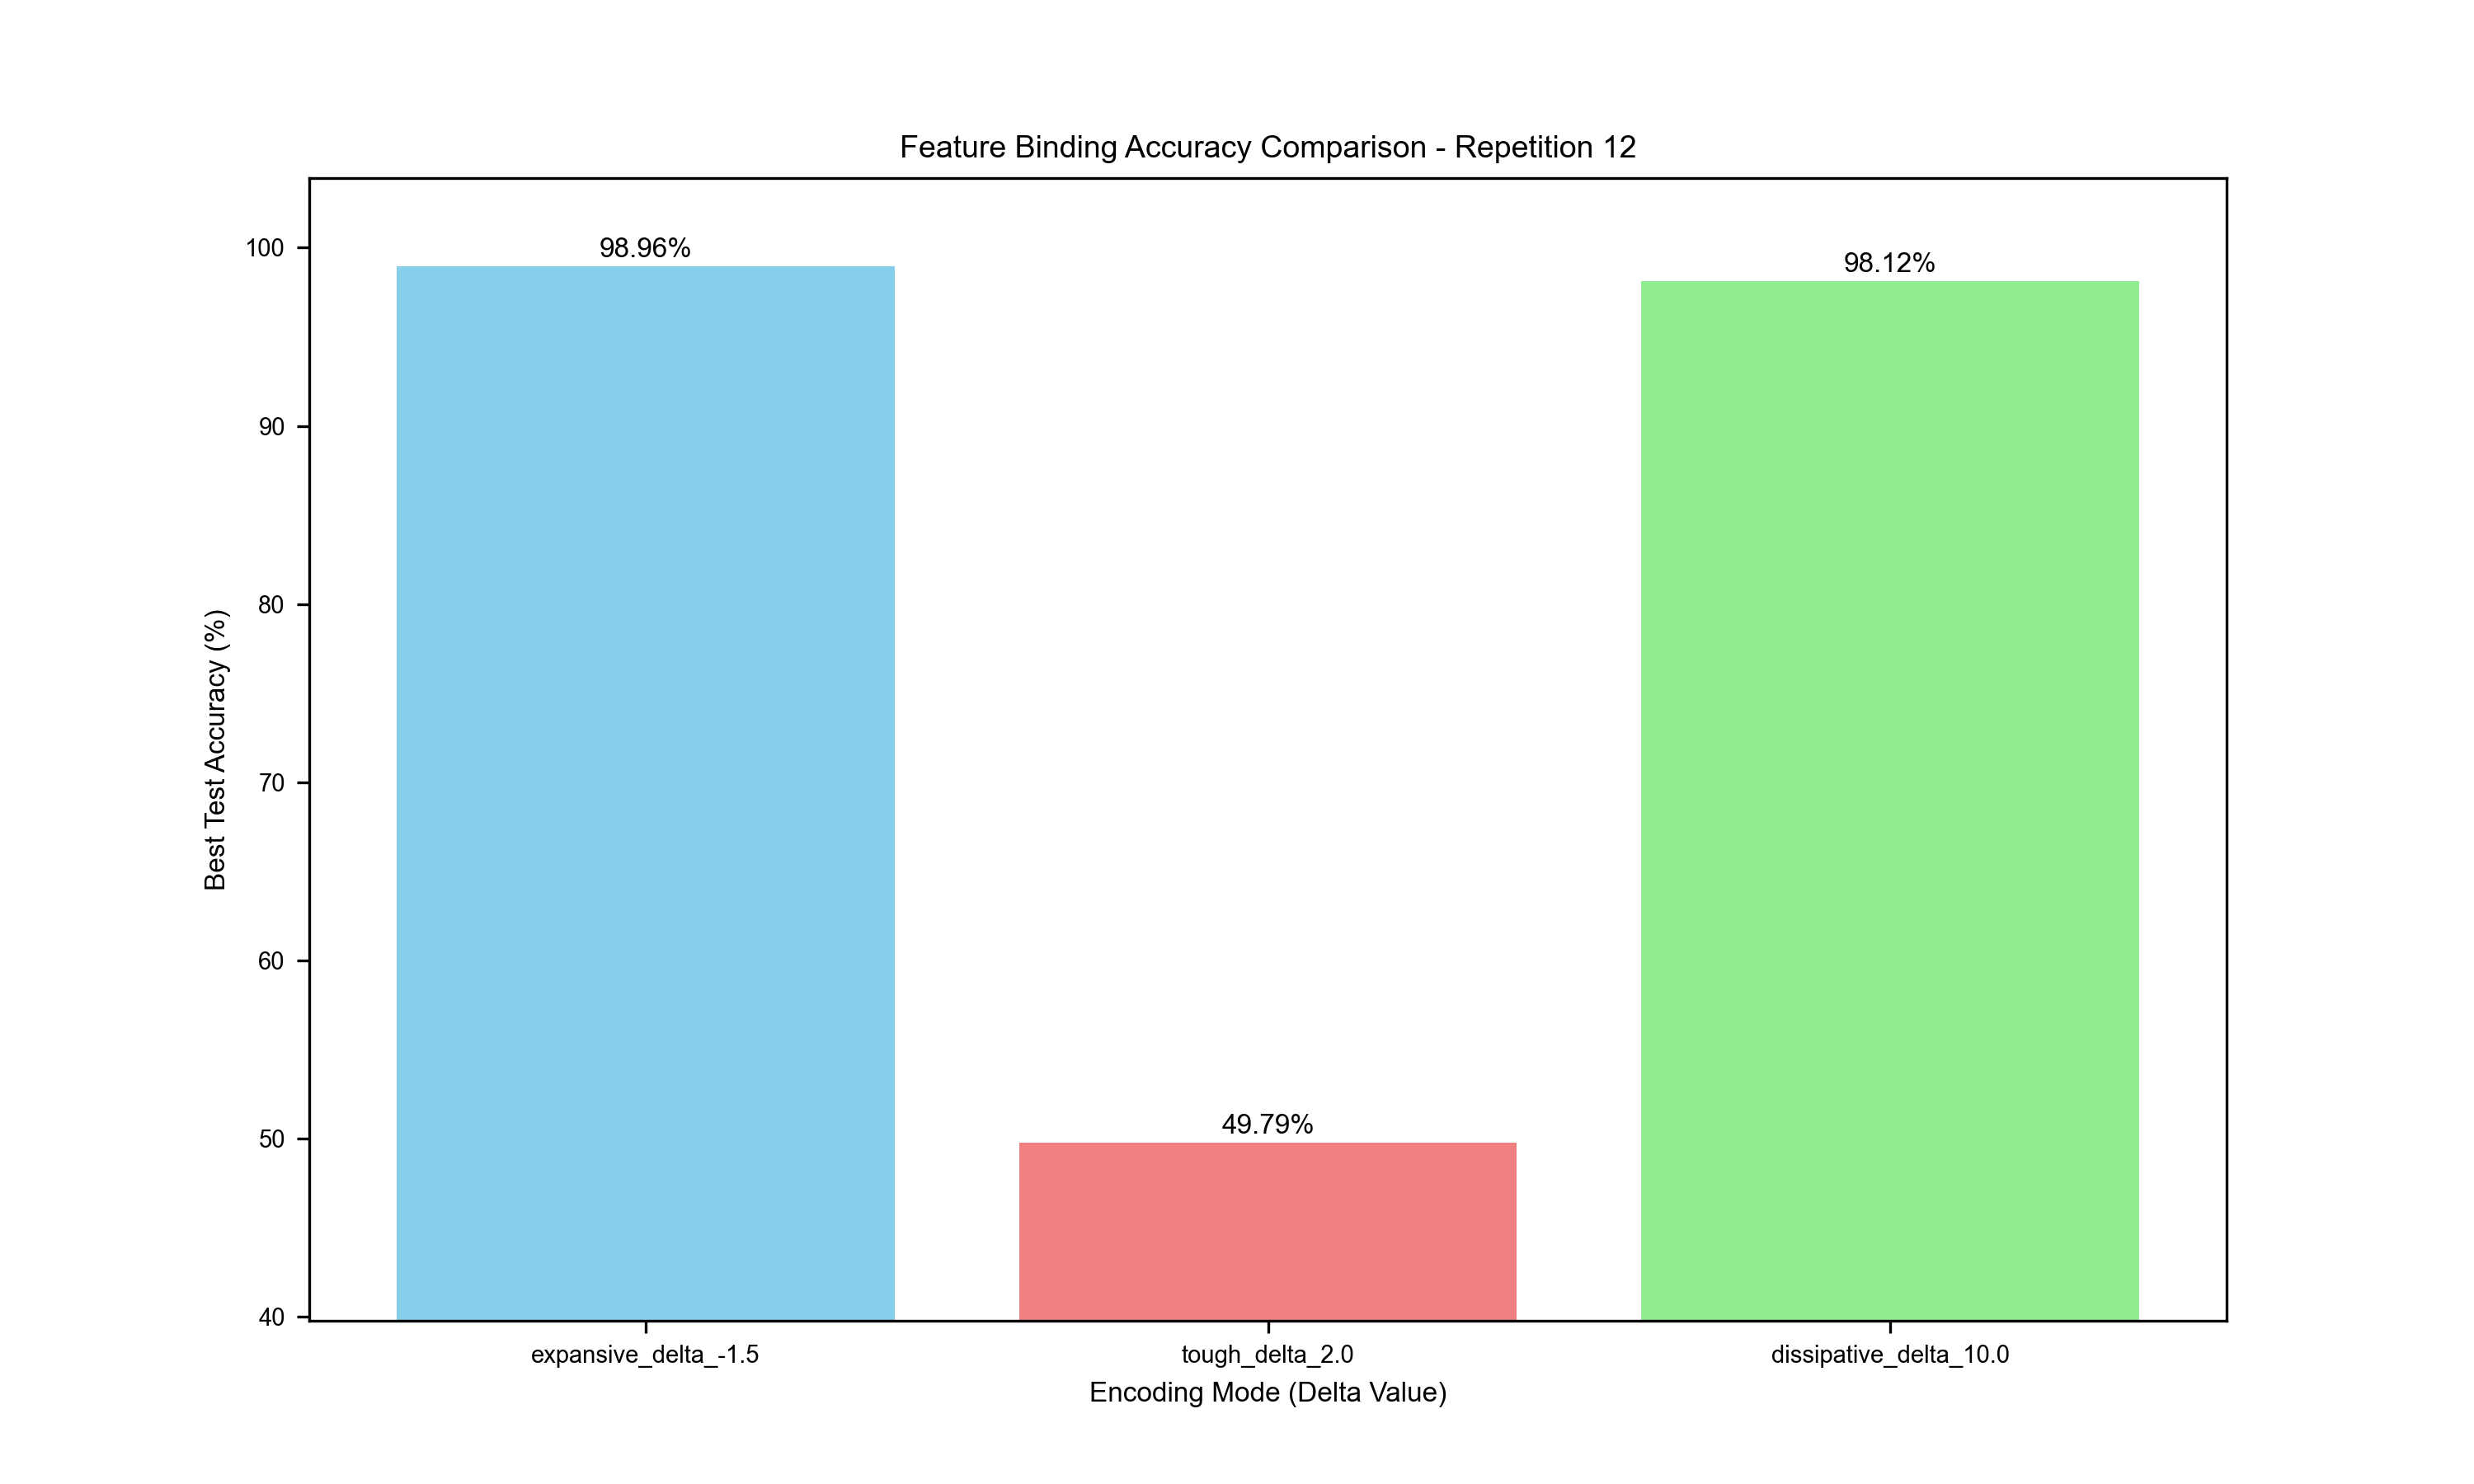 Feature Binding Accuracy Comparison - Repetition 12
98.96%
98.12%
49.79%
100
90
80
70
60
50
40
Best Test Accuracy (%)
expansive_delta_-1.5
tough_delta_2.0
dissipative_delta_10.0
Encoding Mode (Delta Value)